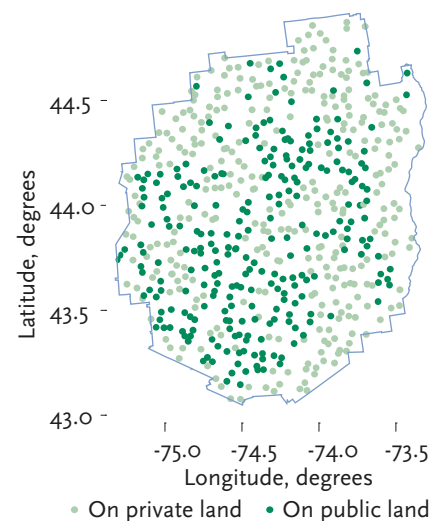 Latitude, degrees
44.5
44.0
43.5
43.0
-75.0 -74.5 -74.0 -73.5
Longitude, degrees
On private land On public land